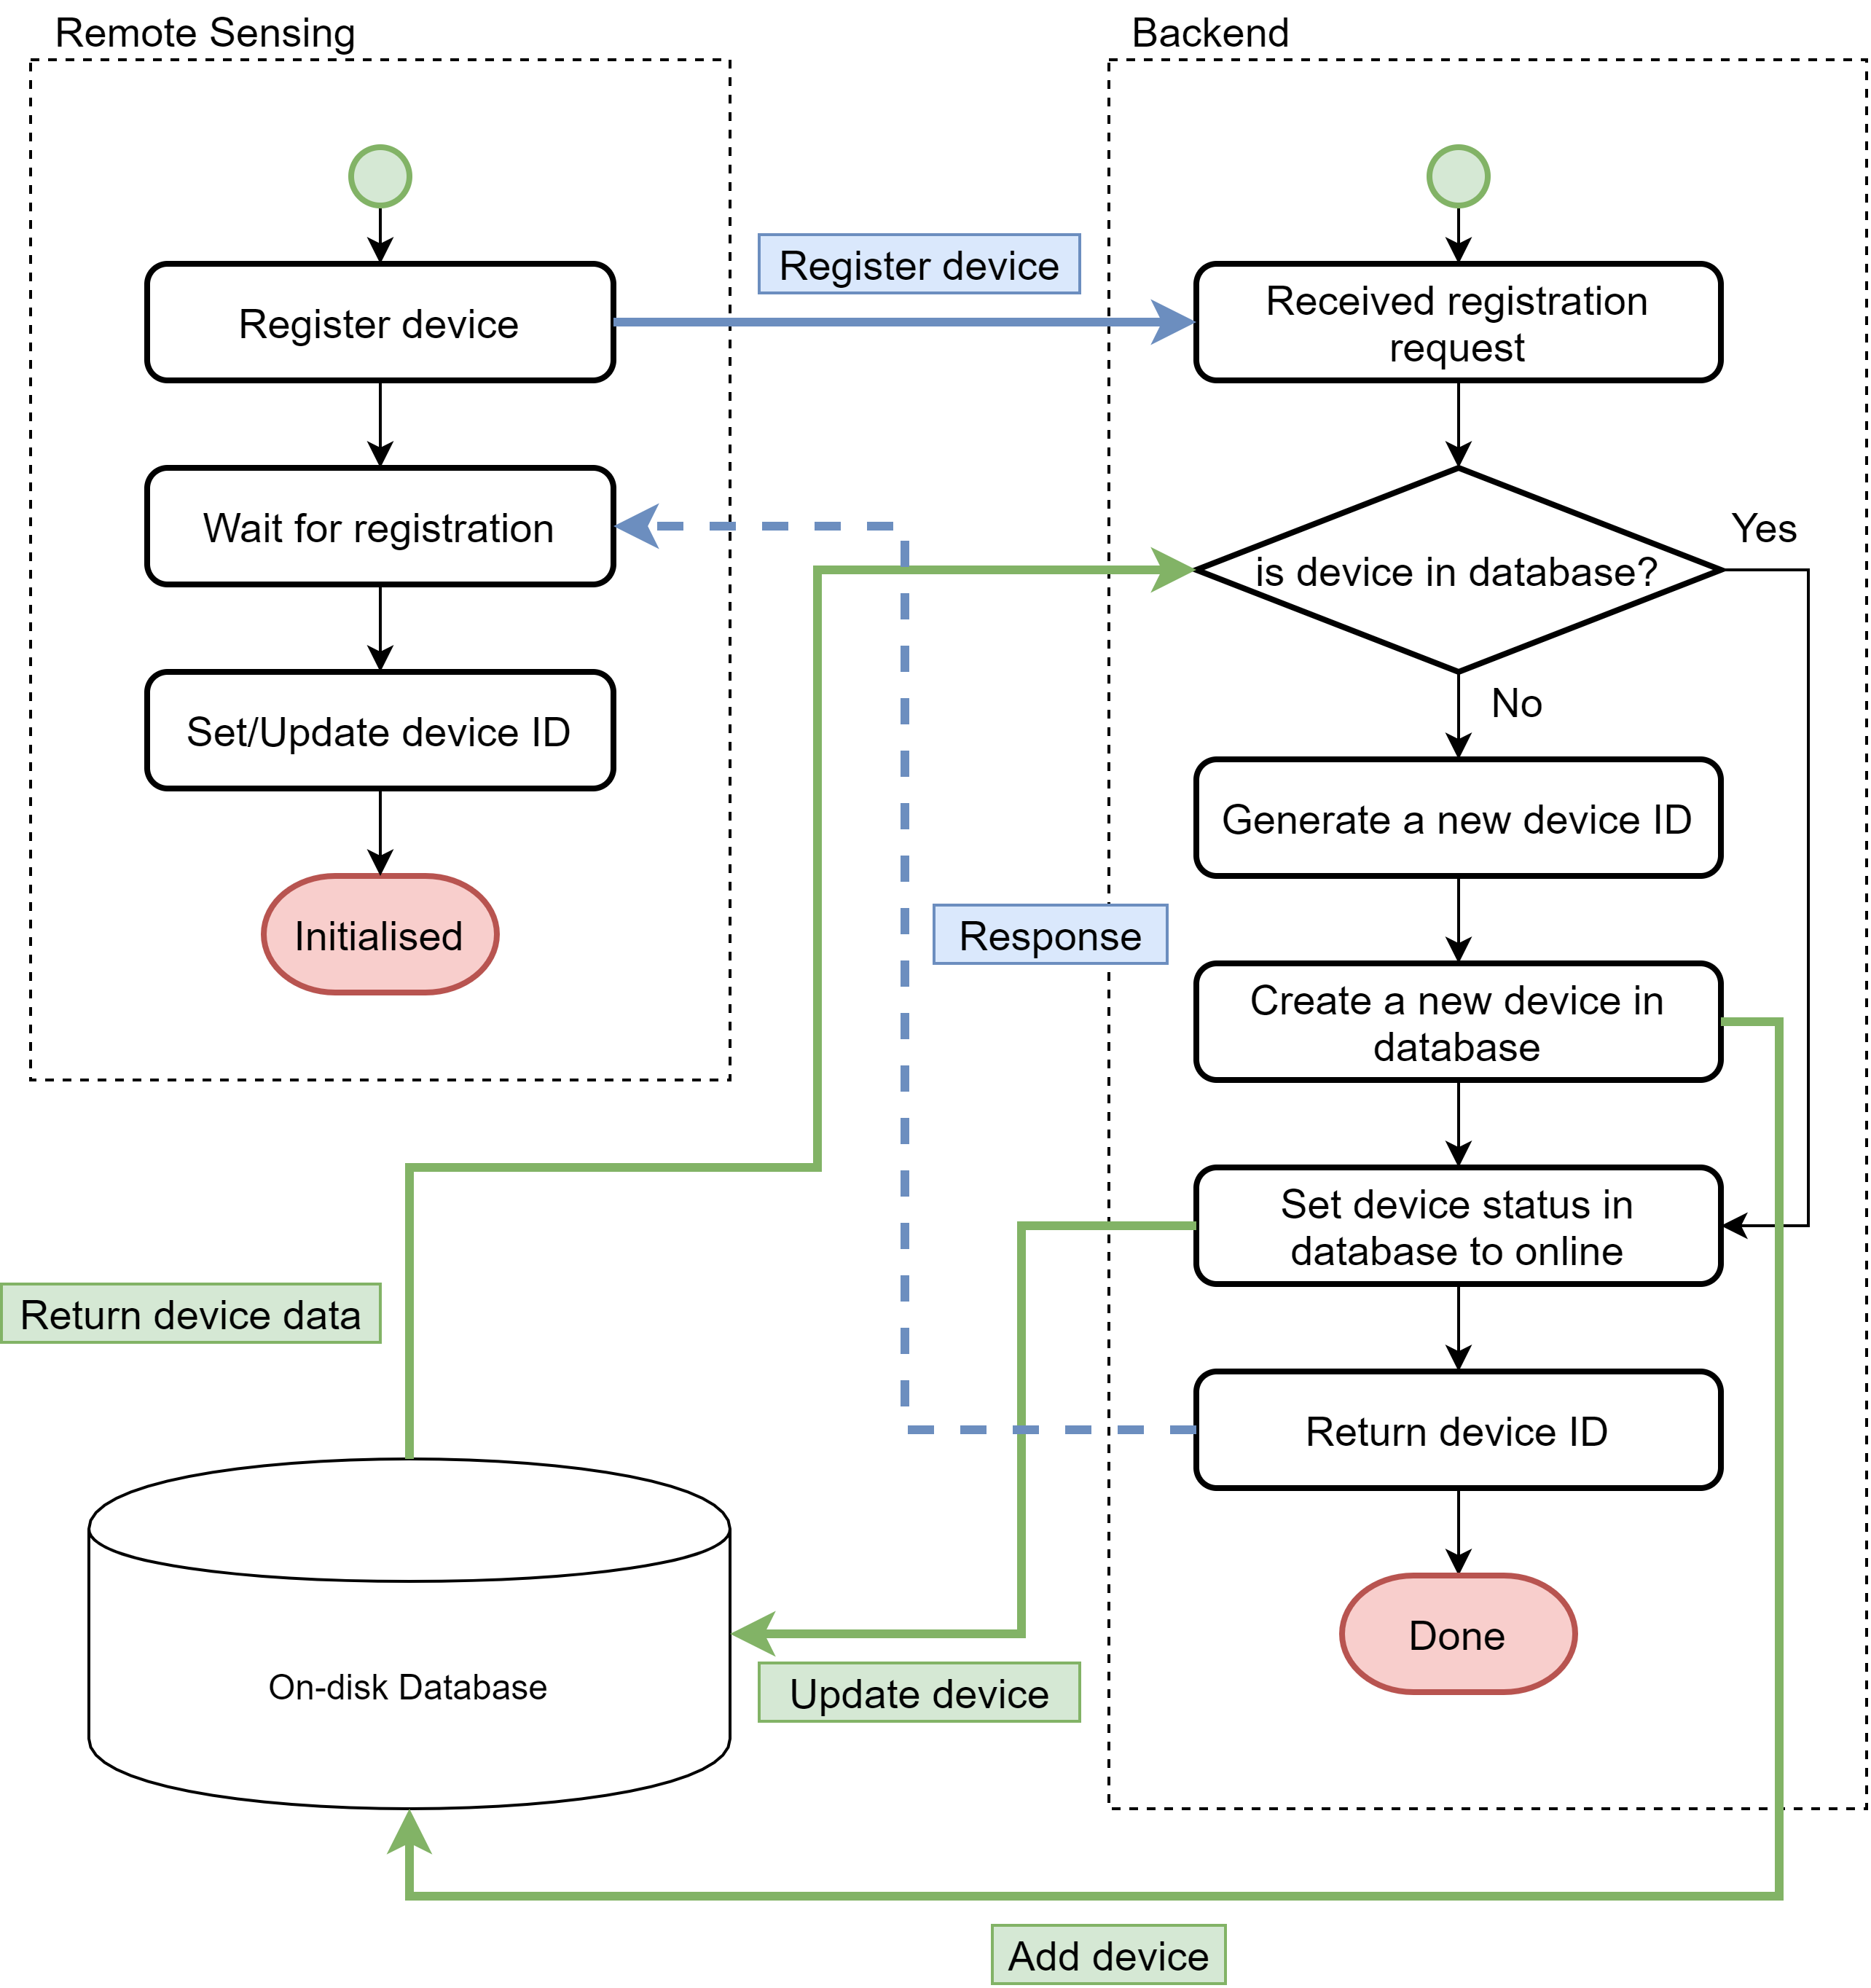 Remote Sensing
Backend
Register device
Register device
Received registration
request
Wait for registration
is device in database?
Yes
No
Set/Update device ID
Generate a new device ID
Initialised
Response
Create a new device in
database
Set device status in
database to online
Return device data
Return device ID
On-disk Database
Update device
Done
Add device